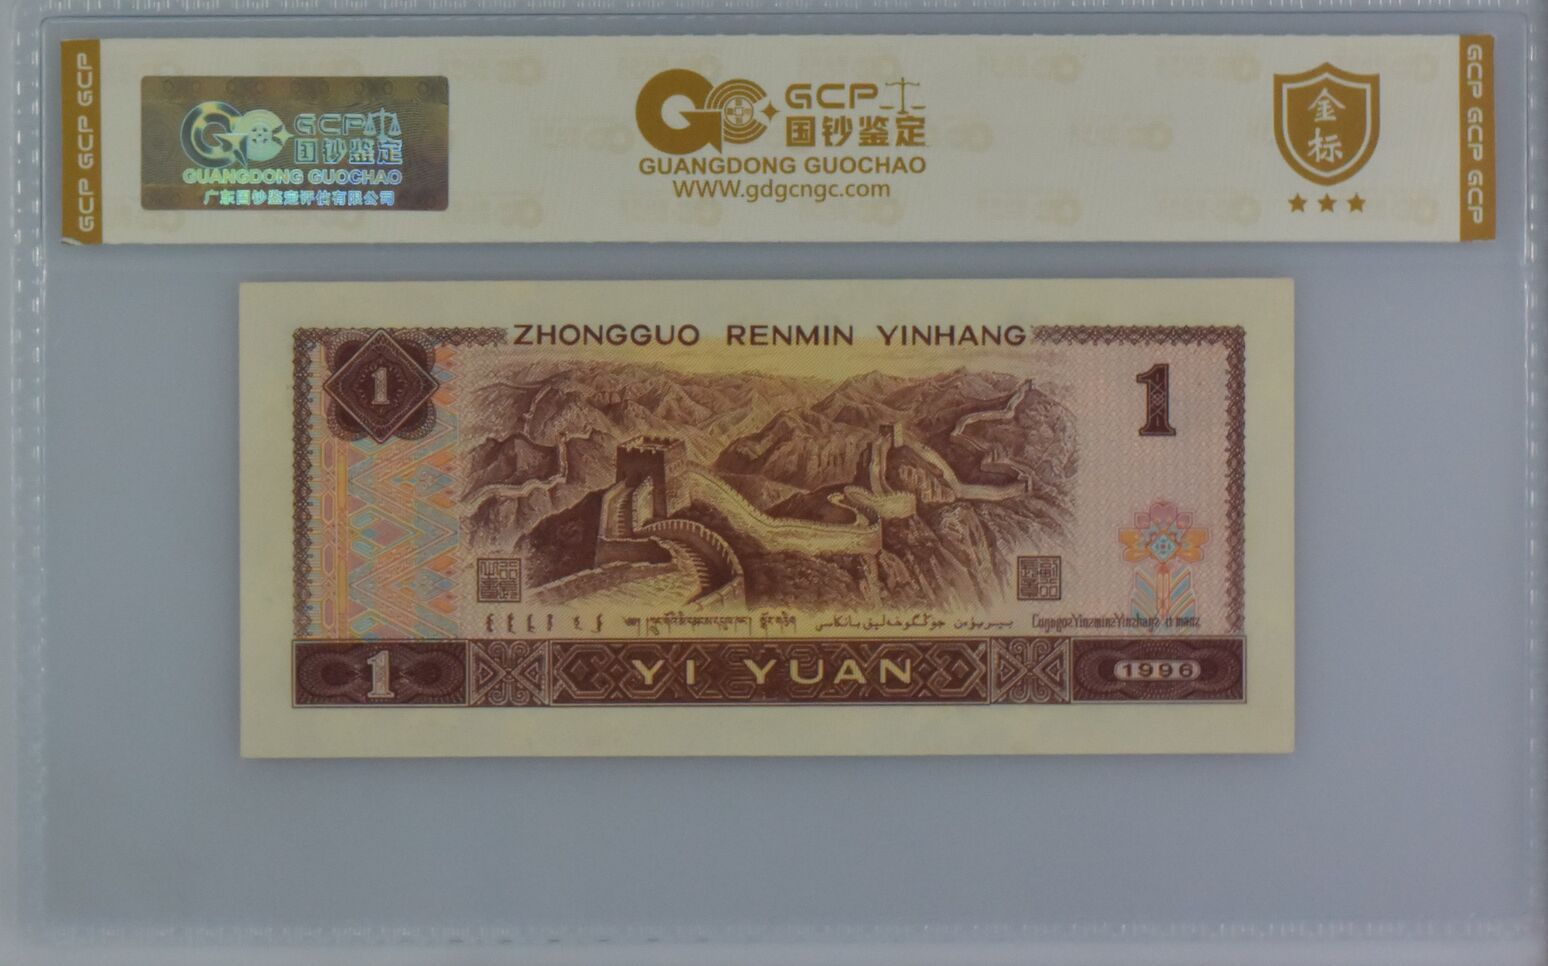 GCP GCP GCP
GCP
国钞鉴定
GUANGDONG GUOCHAO
广东国钞鉴定评估有限公司
GCP
国钞鉴定
GUANGDONG GUOCHAO
WWW.gdgcngc.com
金标
GCP GCP GCP
ZHONGGUO RENMIN YINHANG
1
1
1
YI YUAN
1996